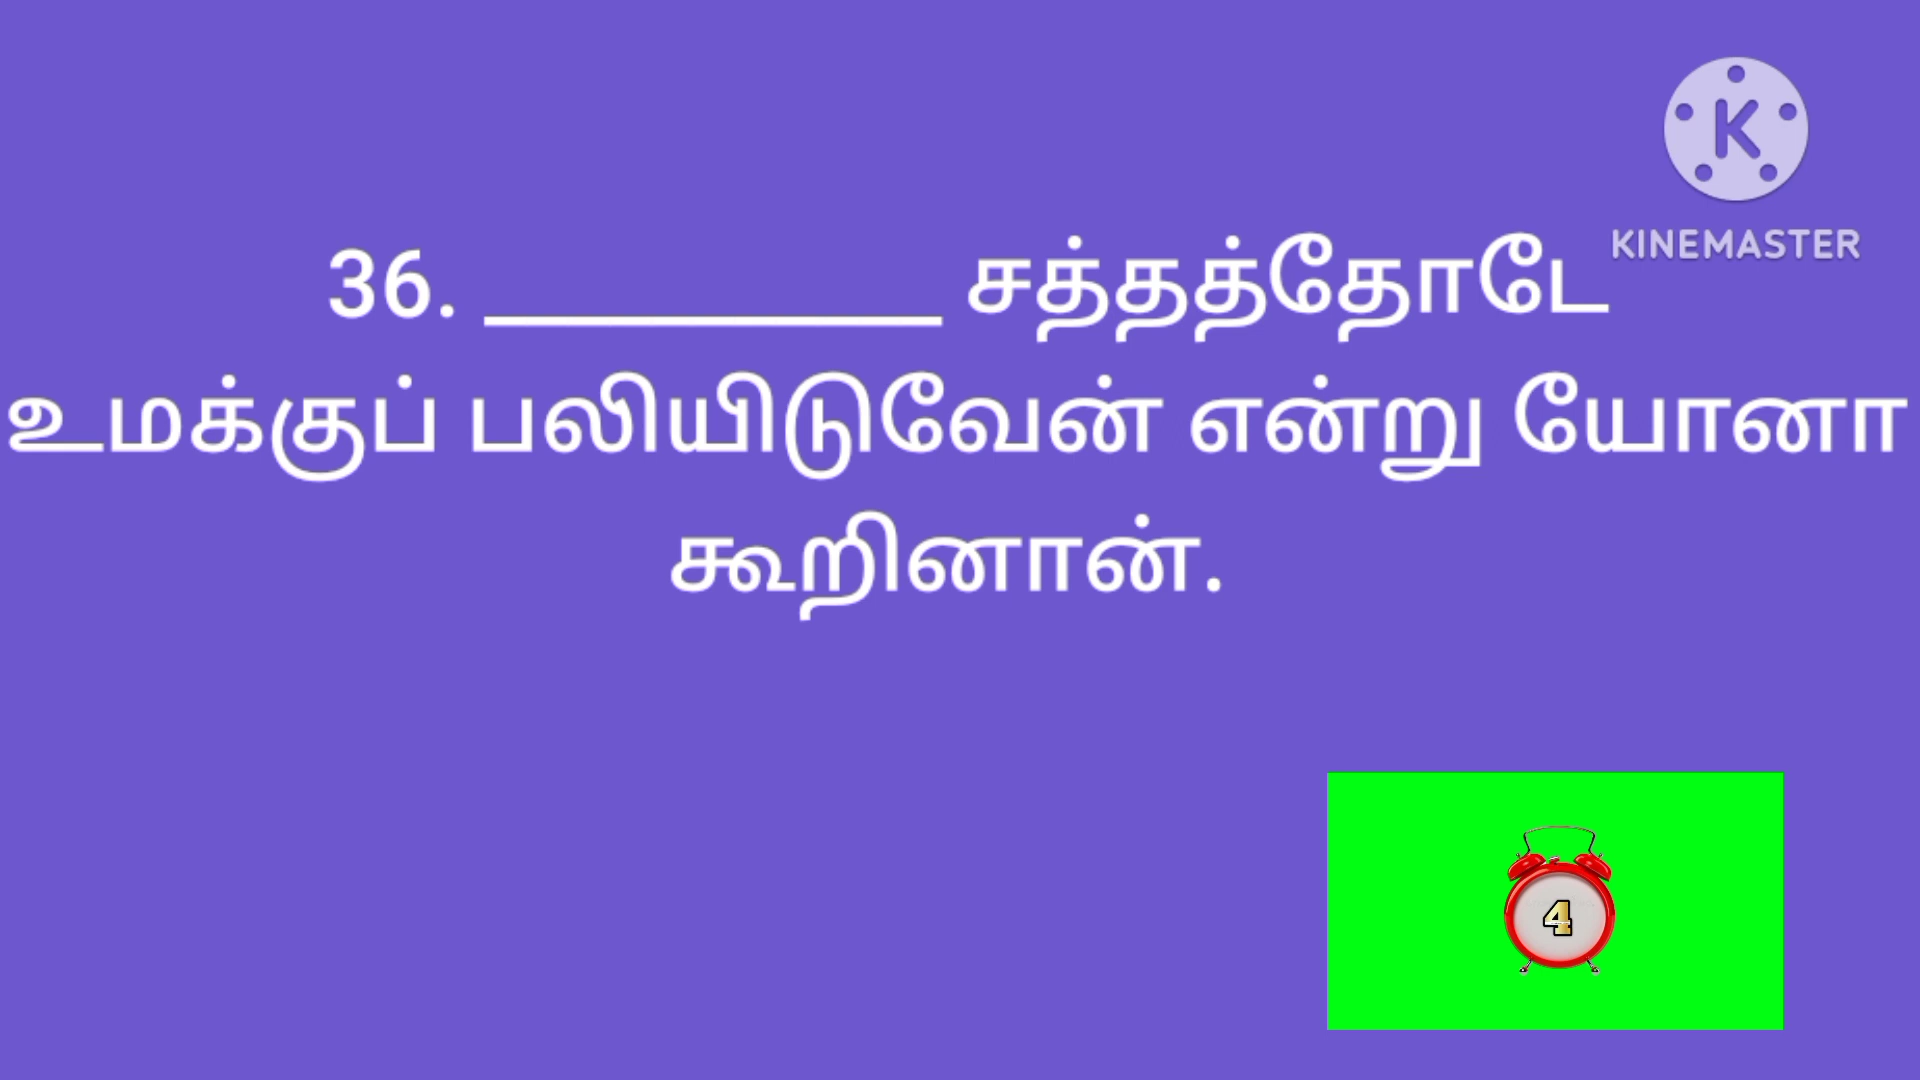 K
KINEMASTER
36. __________ சத்தத்தோடே
உமக்குப் பலியிடுவேன் என்று யோனா
கூறினான்.
4